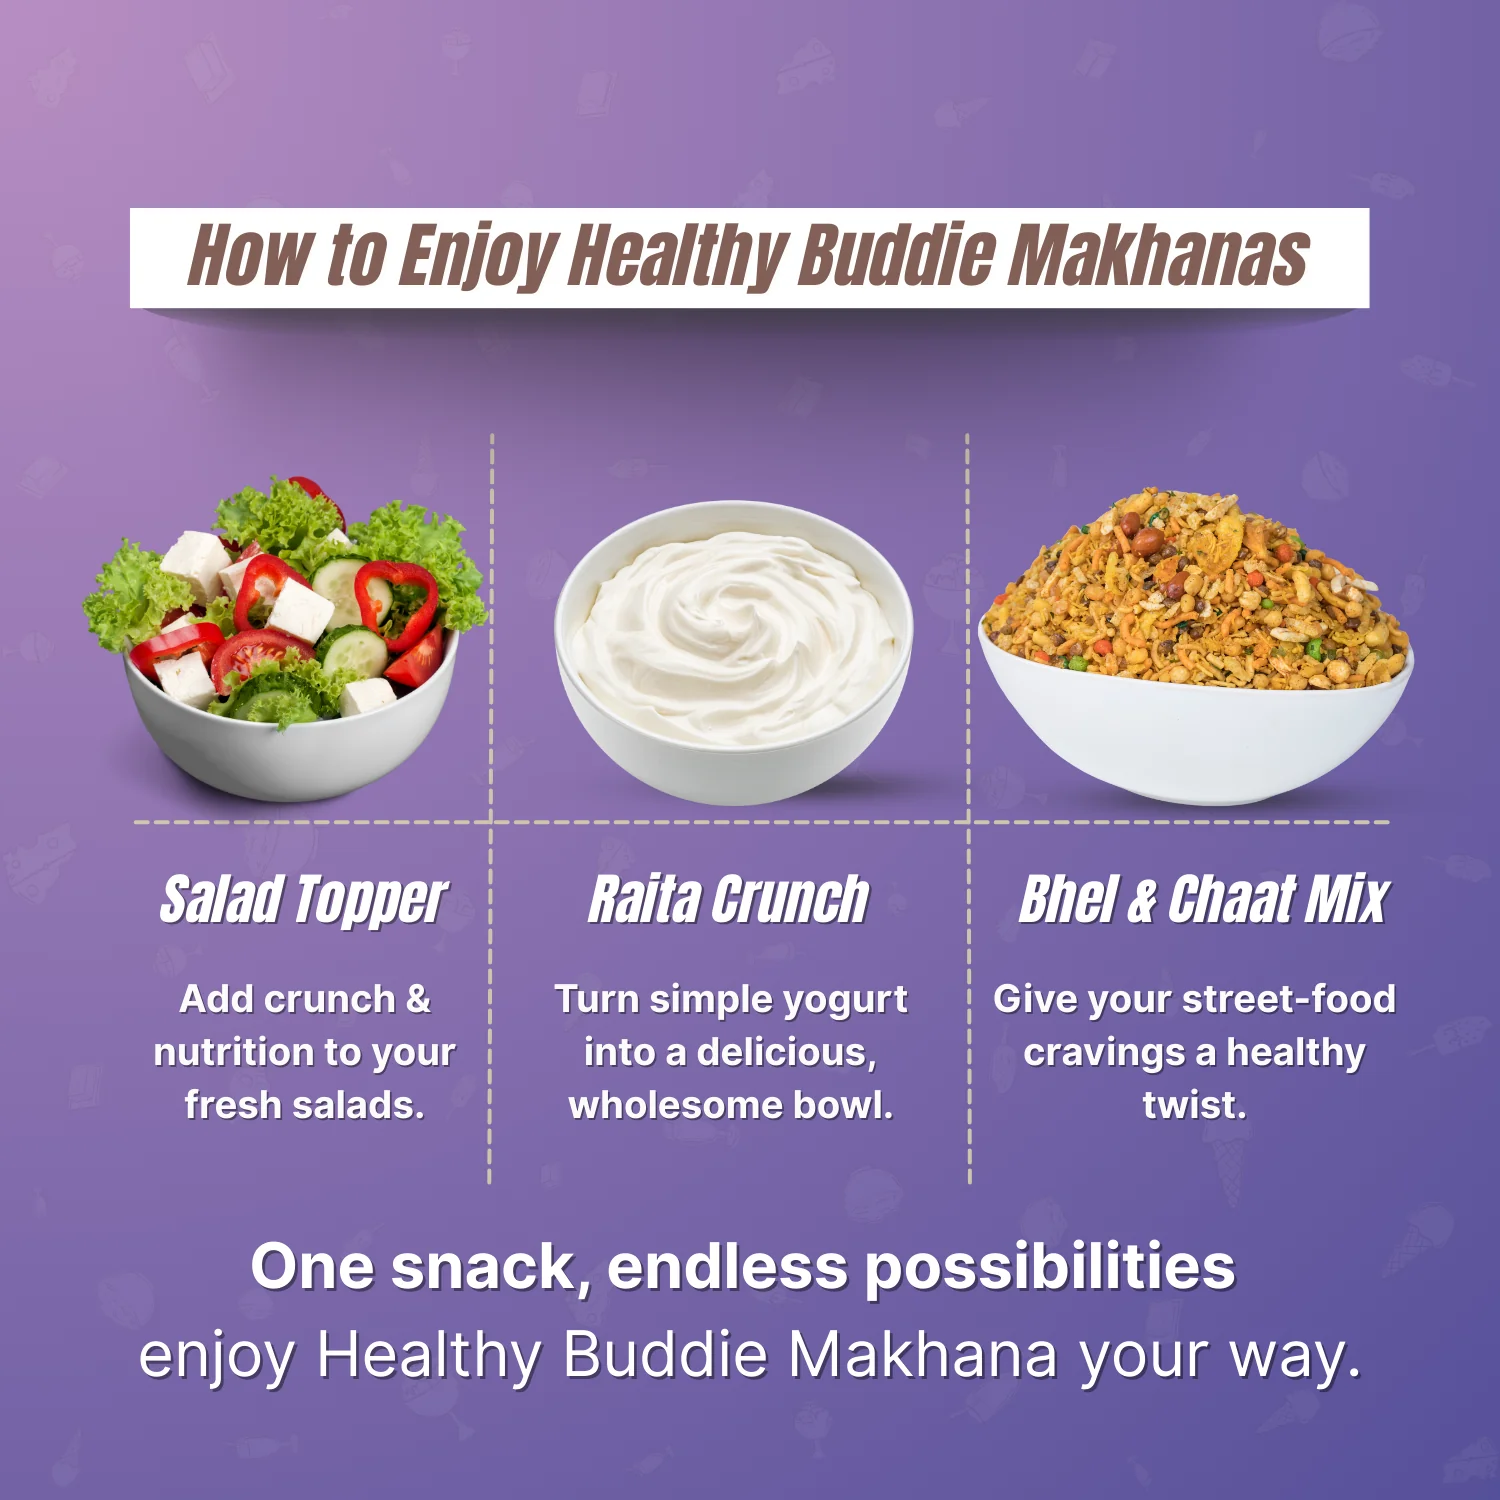 How to Enjoy Healthy Buddie Makhanas
Salad Topper
Add crunch &
nutrition to your
fresh salads.
Raita Crunch
Turn simple yogurt
into a delicious,
wholesome bowl.
Bhel & Chaat Mix
Give your street-food
cravings a healthy
twist.
One snack, endless possibilities
enjoy Healthy Buddie Makhana your way.